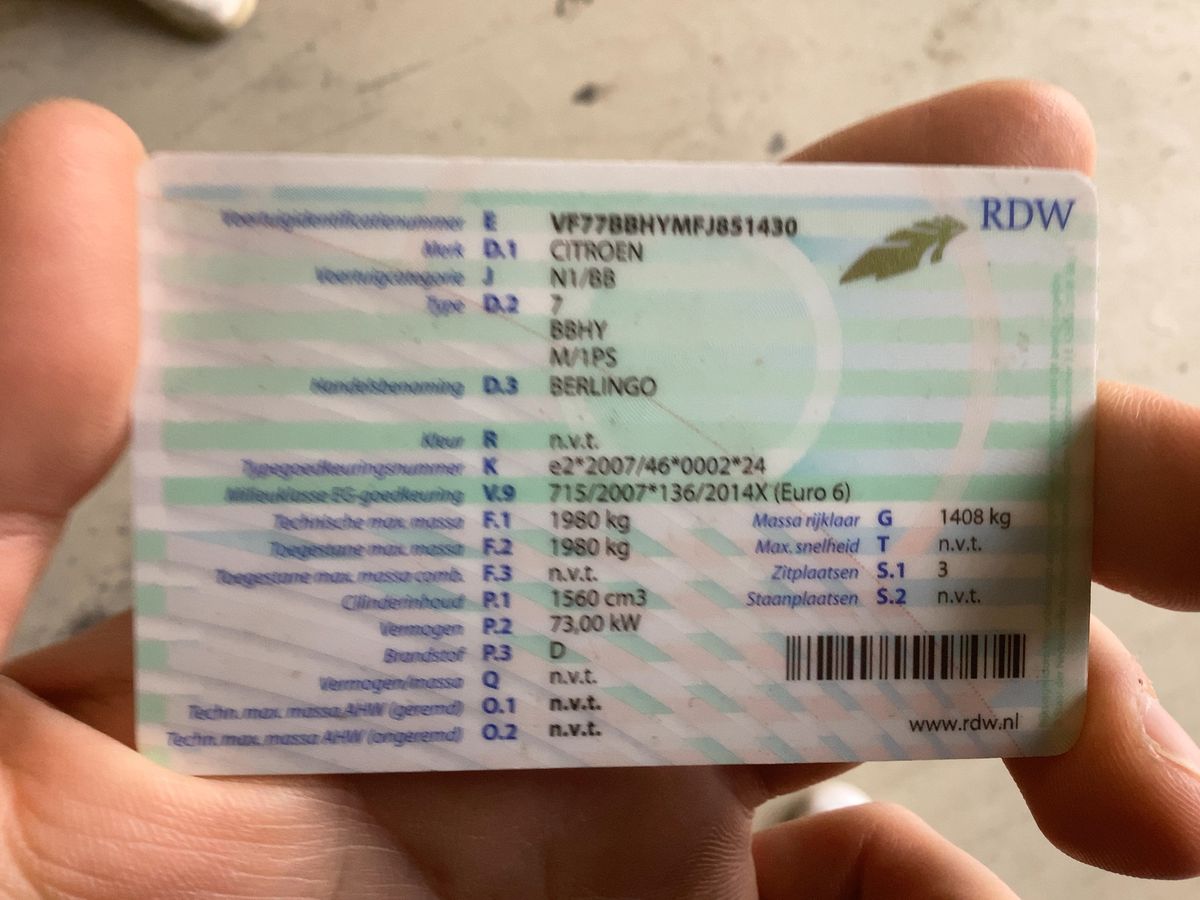 RDW
Voertuigidentificatienummer E VF77BBHYMFJ851430
Merk D.1 CITROEN
Voertuigcategorie J N1/BB
Type D.2 7
BBHY
M/1PS
Handelsbenaming D.3 BERLINGO
Kleur R n.v.t.
Typegoedkeuringsnummer K e2*2007/46*0002*24
Milieuklasse EG-goedkeuring V.9 715/2007*136/2014X (Euro 6)
Technische max. massa F.1 1980 kg Massa rijklaar G 1408 kg
Toegestane max. massa F.2 1980 kg Max. snelheid T n.v.t.
Toegestane max. massa comb. F.3 n.v.t. Zitplaatsen S.1 3
Cilinderinhoud P.1 1560 cm3 Staanplaatsen S.2 n.v.t.
Vermogen P.2 73,00 kW
Brandstof P.3 D
Vermogen/massa Q n.v.t.
Techn. max. massa AHW (geremd) O.1 n.v.t.
Techn. max. massa AHW (ongeremd) O.2 n.v.t.
www.rdw.nl